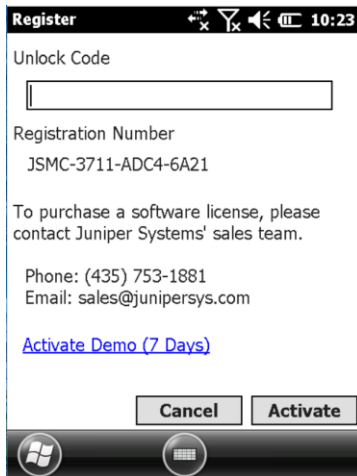 Register 10:23
Unlock Code
Registration Number
JSMC-3711-ADC4-6A21
To purchase a software license, please
contact Juniper Systems' sales team.
Phone: (435) 753-1881
Email: sales@junipersys.com
Activate Demo (7 Days)
Cancel Activate